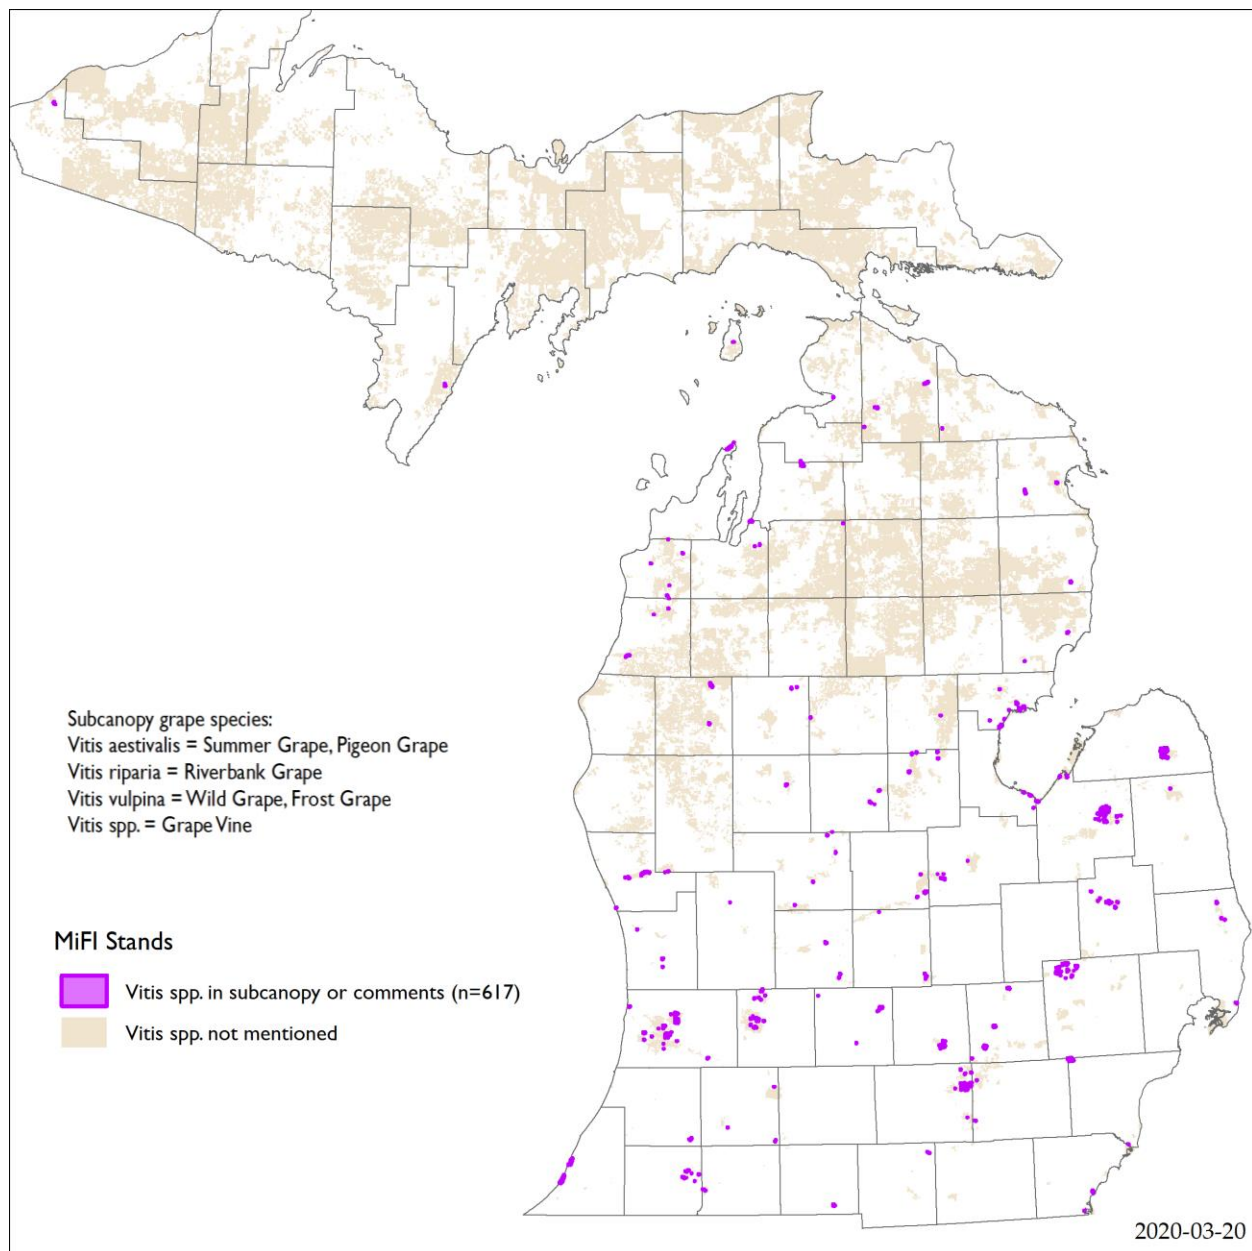 Subcanopy grape species:
Vitis aestivalis = Summer Grape, Pigeon Grape
Vitis riparia = Riverbank Grape
Vitis vulpina = Wild Grape, Frost Grape
Vitis spp. = Grape Vine
MiFI Stands
Vitis spp. in subcanopy or comments (n=617)
Vitis spp. not mentioned
2020-03-20